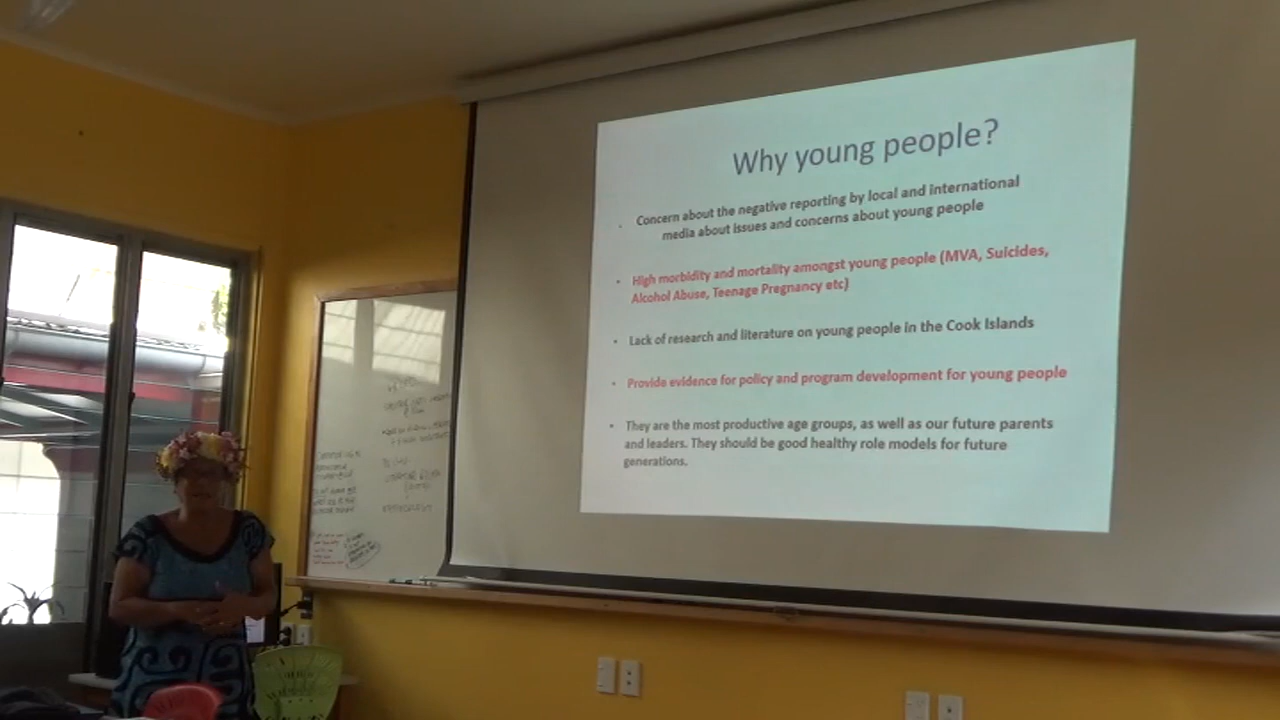 Why young people?
Concern about the negative reporting by local and international
media about issues and concerns about young people
High morbidity and mortality amongst young people (MVA, Suicides,
Alcohol Abuse, Teenage Pregnancy etc)
Lack of research and literature on young people in the Cook Islands
Provide evidence for policy and program development for young people
They are the most productive age groups, as well as our future parents
and leaders. They should be good healthy role models for future
generations.